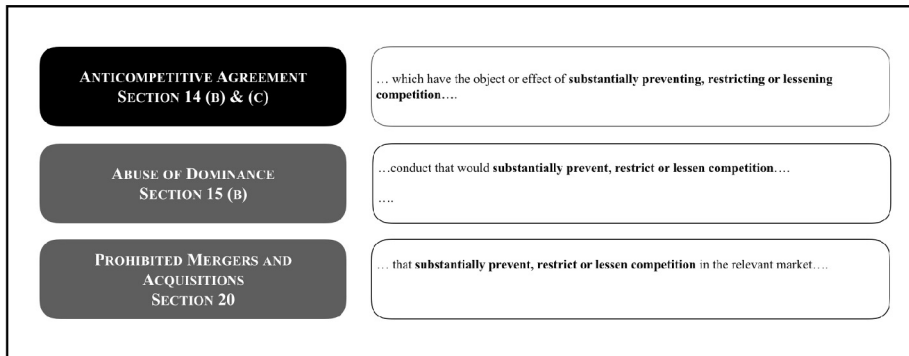 ANTICOMPETITIVE AGREEMENT
SECTION 14 (B) & (C)
… which have the object or effect of substantially preventing, restricting or lessening
competition….
ABUSE OF DOMINANCE
SECTION 15 (B)
…conduct that would substantially prevent, restrict or lessen competition….
….
PROHIBITED MERGERS AND
ACQUISITIONS
SECTION 20
… that substantially prevent, restrict or lessen competition in the relevant market….